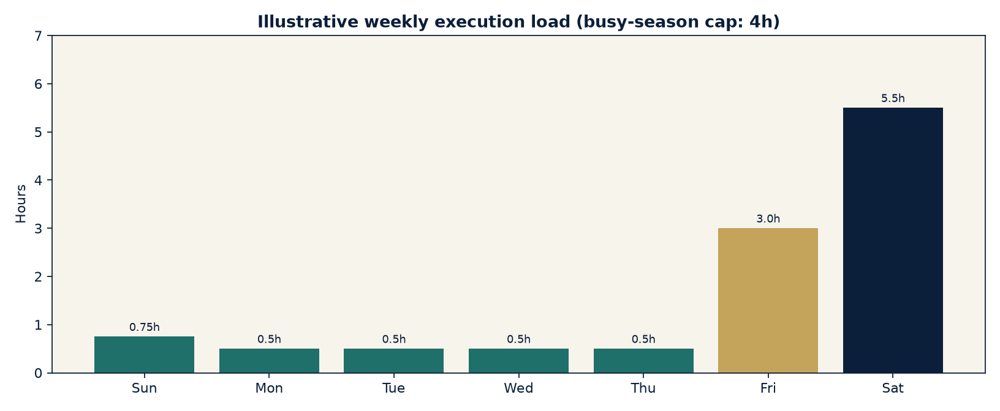 Illustrative weekly execution load (busy-season cap: 4h)
7
6
5
4
3
2
1
0
Hours
0.75h
0.5h
0.5h
0.5h
0.5h
3.0h
5.5h
Sun
Mon
Tue
Wed
Thu
Fri
Sat